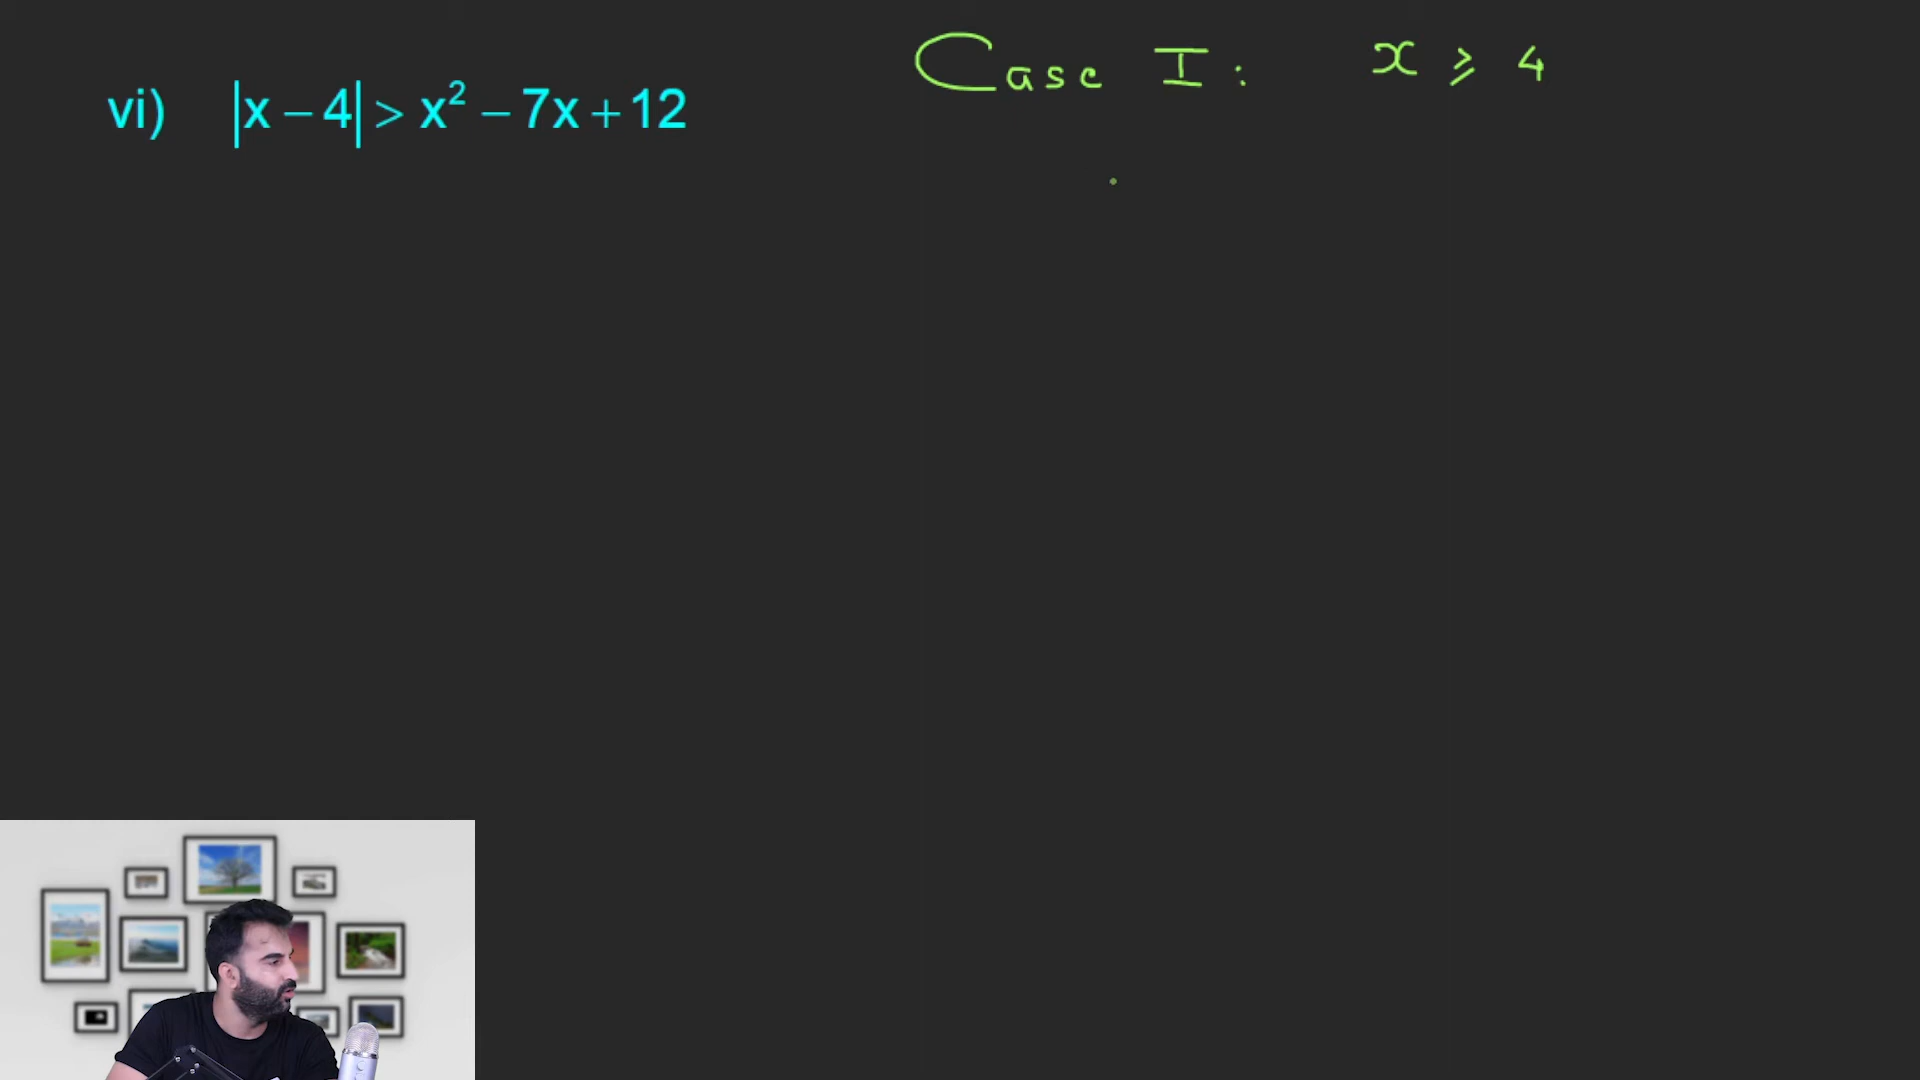 vi) |x − 4| > x² − 7x + 12
Case I: x ⩾ 4